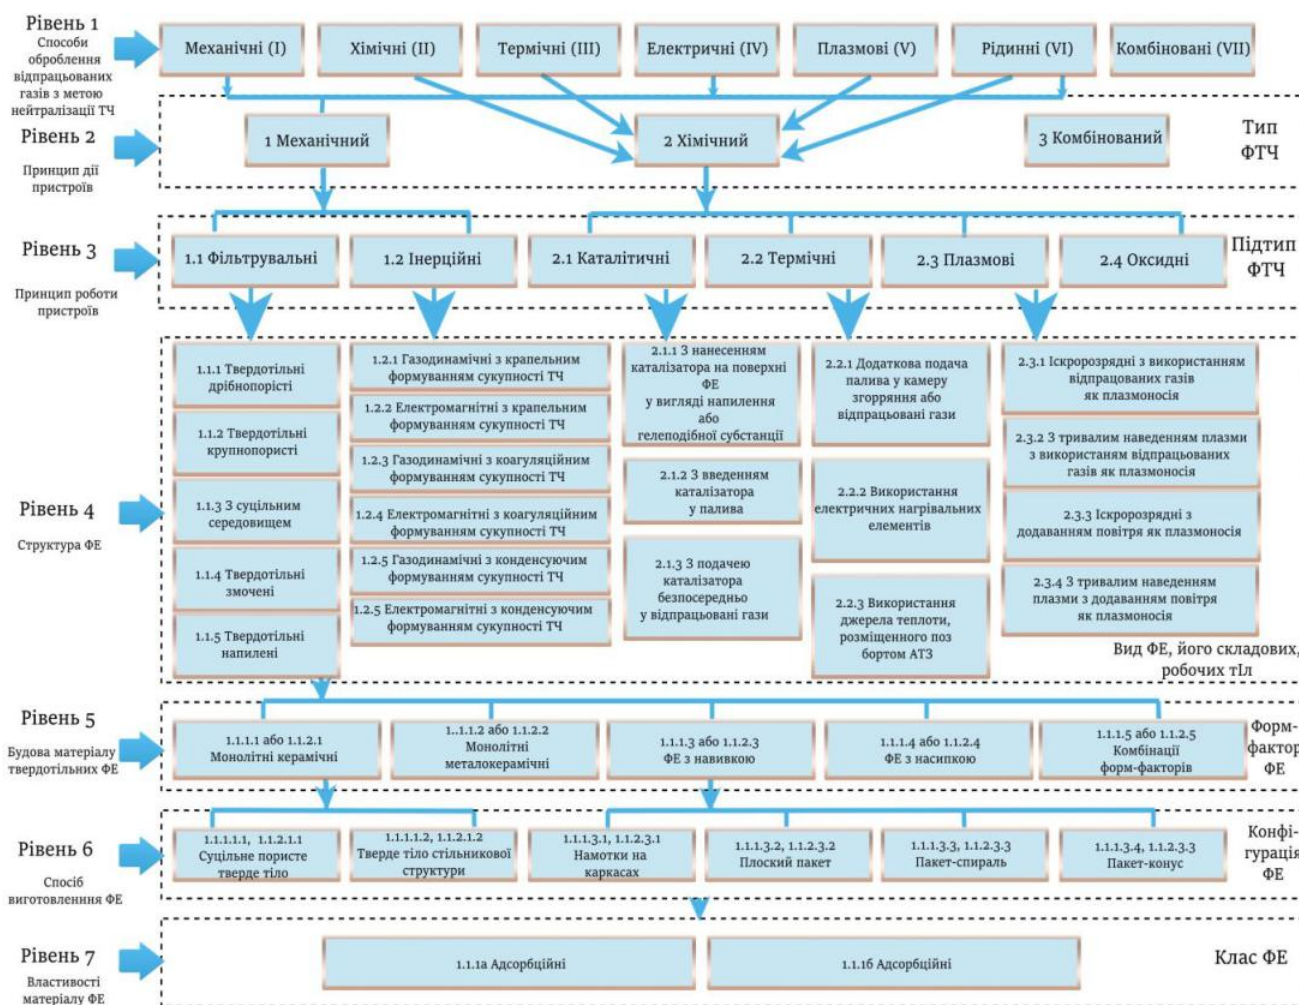 Рівень 1
Способи
оброблення
відпрацьованих
газів з метою
нейтралізації ТЧ
Механічні (I)
Хімічні (II)
Термічні (III)
Електричні (IV)
Плазмові (V)
Рідинні (VI)
Комбіновані (VII)
Рівень 2
Принцип дії
пристроїв
1 Механічний
2 Хімічний
3 Комбінований
Тип
ФТЧ
Рівень 3
Принцип роботи
пристроїв
1.1 Фільтрувальні
1.2 Інерційні
2.1 Каталітичні
2.2 Термічні
2.3 Плазмові
2.4 Оксидні
Підтип
ФТЧ
Рівень 4
Структура ФЕ
1.1.1 Твердотільні
дрібнопорісті
1.1.2 Твердотільні
крупнопористі
1.1.3 З суцільним
середовищем
1.1.4 Твердотільні
змочені
1.1.5 Твердотільні
напилені
1.2.1 Газодинамічні з крапельним
формуванням сукупності ТЧ
1.2.2 Електромагнітні з крапельним
формуванням сукупності ТЧ
1.2.3 Газодинамічні з коагуляційним
формуванням сукупності ТЧ
1.2.4 Електромагнітні з коагуляційним
формуванням сукупності ТЧ
1.2.5 Газодинамічні з конденсуючим
формуванням сукупності ТЧ
1.2.5 Електромагнітні з конденсуючим
формуванням сукупності ТЧ
2.1.1 З нанесенням
каталізатора на поверхні
ФЕ
у вигляді напилення
або
гелеподібної субстанції
2.1.2 З введенням
каталізатора
у палива
2.1.3 З подачею
каталізатора
безпосередньо
у відпрацьовані гази
2.2.1 Додаткова подача
палива у камеру
згорряння або
відпрацьовані гази
2.2.2 Використання
електричних нагрівальних
елементів
2.2.3 Використання
джерела теплоти,
розміщенного поз
бортом АТЗ
2.3.1 Іскророзрядні з використанням
відпрацованих газів
як плазмоносія
2.3.2 З тривалим наведенням плазми
з використанам відпрацьованих
газів як плазмоносія
2.3.3 Іскророзрядні з
додаванням повітря як плазмоносія
2.3.4 З тривалим наведенням
плазми з додаванням повітря
як плазмоносія
Вид ФЕ, його складових,
робочих тІл
Рівень 5
Будова матеріалу
твердотільних ФЕ
1.1.1.1 або 1.1.2.1
Монолітні керамічні
1..1.1.2 або 1.1.2.2
Монолітні
металокерамічні
1.1.1.3 або 1.1.2.3
ФЕ з навивкою
1.1.1.4 або 1.1.2.4
ФЕ з насипкою
1.1.1.5 або 1.1.2.5
Комбінації
форм-факторів
Форм-
фактор
ФЕ
Рівень 6
Спосіб
виготовленння ФЕ
1.1.1.1.1, 1.1.2.1.1
Суцільне пористе
тверде тіло
1.1.1.1.2, 1.1.2.1.2
Тверде тіло стільникової
структури
1.1.1.3.1, 1.1.2.3.1
Намотки на
каркасах
1.1.1.3.2, 1.1.2.3.2
Плоский пакет
1.1.1.3.3, 1.1.2.3.3
Пакет-спираль
1.1.1.3.4, 1.1.2.3.3
Пакет-конус
Конфі-
гурація
ФЕ
Рівень 7
Властивості
матеріалу ФЕ
1.1.1а Адсорбційні
1.1.1б Адсорбційні
Клас ФЕ